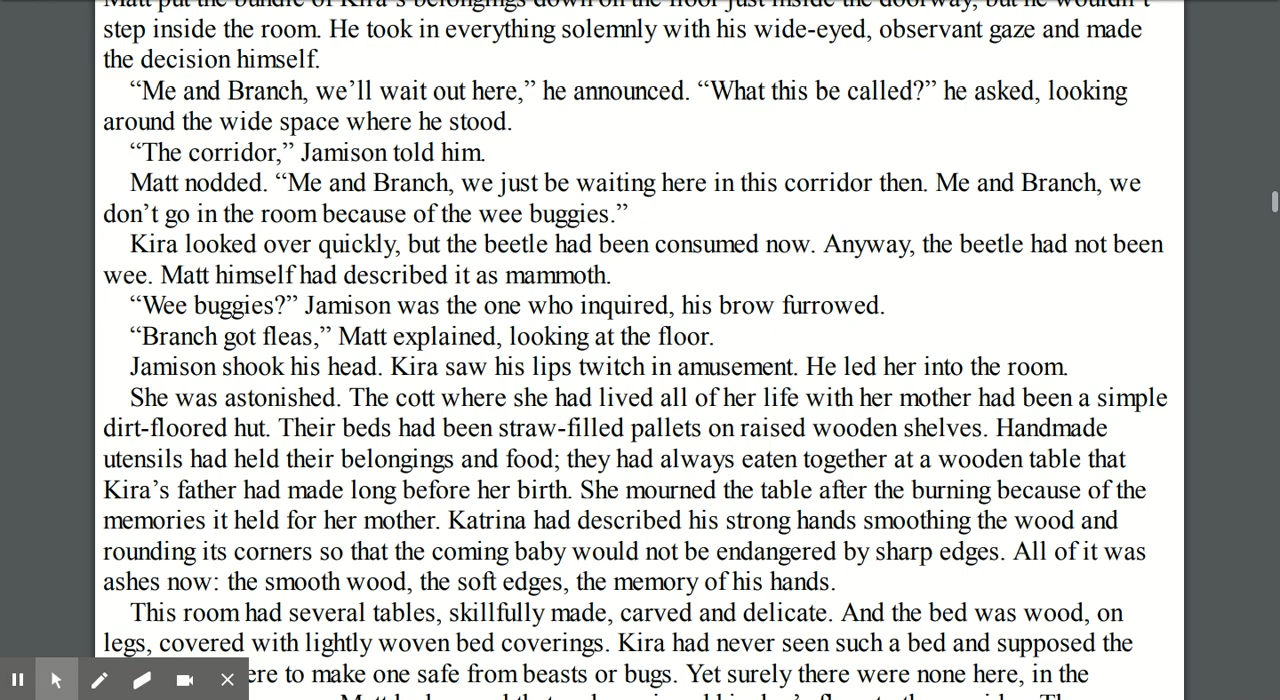 step inside the room. He took in everything solemnly with his wide-eyed, observant gaze and made
the decision himself.
“Me and Branch, we’ll wait out here,” he announced. “What this be called?” he asked, looking
around the wide space where he stood.
“The corridor,” Jamison told him.
Matt nodded. “Me and Branch, we just be waiting here in this corridor then. Me and Branch, we
don’t go in the room because of the wee buggies.”
Kira looked over quickly, but the beetle had been consumed now. Anyway, the beetle had not been
wee. Matt himself had described it as mammoth.
“Wee buggies?” Jamison was the one who inquired, his brow furrowed.
“Branch got fleas,” Matt explained, looking at the floor.
Jamison shook his head. Kira saw his lips twitch in amusement. He led her into the room.
She was astonished. The cott where she had lived all of her life with her mother had been a simple
dirt-floored hut. Their beds had been straw-filled pallets on raised wooden shelves. Handmade
utensils had held their belongings and food; they had always eaten together at a wooden table that
Kira’s father had made long before her birth. She mourned the table after the burning because of the
memories it held for her mother. Katrina had described his strong hands smoothing the wood and
rounding its corners so that the coming baby would not be endangered by sharp edges. All of it was
ashes now: the smooth wood, the soft edges, the memory of his hands.
This room had several tables, skillfully made, carved and delicate. And the bed was wood, on
legs, covered with lightly woven bed coverings. Kira had never seen such a bed and supposed the
ere to make one safe from beasts or bugs. Yet surely there were none here, in the